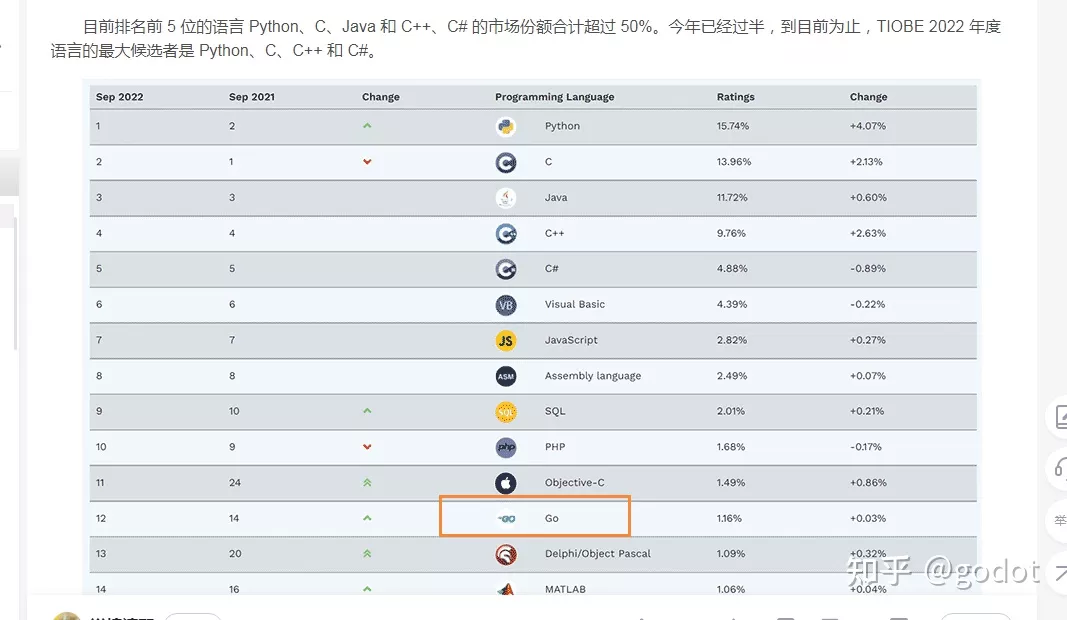 目前排名前 5 位的语言 Python、C、Java 和 C++、C# 的市场份额合计超过 50%。今年已经过半，到目前为止，TIOBE 2022 年度
语言的最大候选者是 Python、C、C++ 和 C#。
Sep 2022 Sep 2021 Change Programming Language Ratings Change
1 2 Python 15.74% +4.07%
2 1 C 13.96% +2.13%
3 3 Java 11.72% +0.60%
4 4 C++ 9.76% +2.63%
5 5 C# 4.88% -0.89%
6 6 VB Visual Basic 4.39% -0.22%
7 7 JS JavaScript 2.82% +0.27%
8 8 ASM Assembly language 2.49% +0.07%
9 10 SQL SQL 2.01% +0.21%
10 9 php PHP 1.68% -0.17%
11 24 Objective-C 1.49% +0.86%
12 14 GO Go 1.16% +0.03%
13 20 Delphi/Object Pascal 1.09% +0.32%
14 16 MATLAB 1.06% +0.04%
知乎 @godot
举